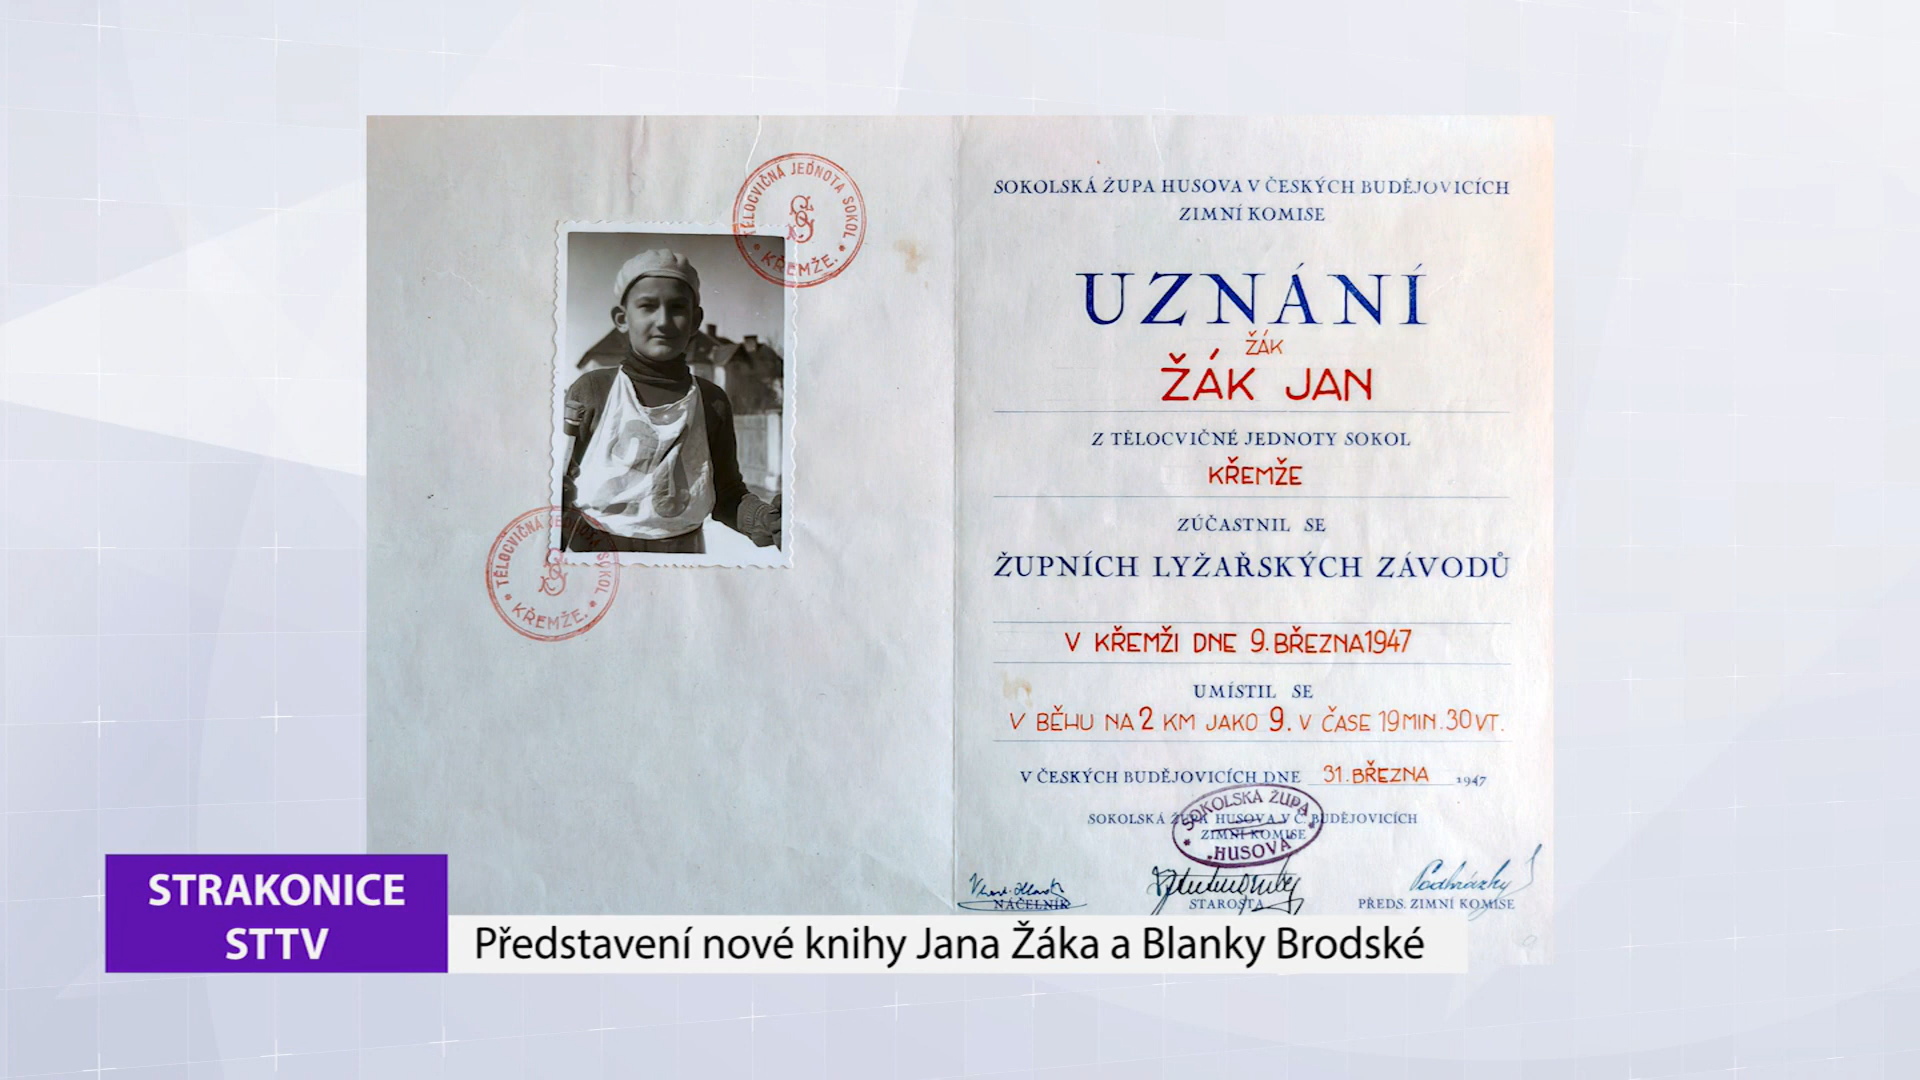 TĚLOCVIČNÁ JEDNOTA SOKOL
KŘEMŽE.
TĚLOCVIČNÁ JEDNOTA SOKOL
KŘEMŽE.
SOKOLSKÁ ŽUPA HUSOVA V ČESKÝCH BUDĚJOVICÍCH
ZIMNÍ KOMISE
UZNÁNÍ
ŽÁK
ŽÁK JAN
Z TĚLOCVIČNÉ JEDNOTY SOKOL
KŘEMŽE
ZÚČASTNIL SE
ŽUPNÍCH LYŽAŘSKÝCH ZÁVODŮ
V KŘEMŽI DNE 9. BŘEZNA 1947
UMÍSTIL SE
V BĚHU NA 2 KM JAKO 9. V ČASE 19 MIN. 30 VT.
V ČESKÝCH BUDĚJOVICÍCH DNE 31. BŘEZNA 1947
SOKOLSKÁ ŽUPA HUSOVA V Č. BUDĚJOVICÍCH
ZIMNÍ KOMISE
SOKOLSKÁ ŽUPA
"HUSOVA"
Podhrázký
NÁČELNÍK STAROSTA PŘEDS. ZIMNÍ KOMISE
STRAKONICE
STTV
Představení nové knihy Jana Žáka a Blanky Brodské